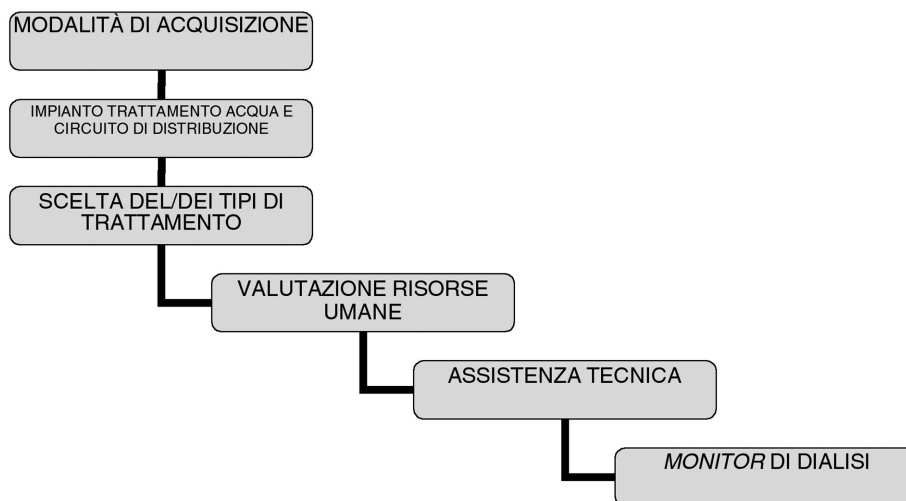 MODALITÀ DI ACQUISIZIONE
IMPIANTO TRATTAMENTO ACQUA E
CIRCUITO DI DISTRIBUZIONE
SCELTA DEL/DEI TIPI DI
TRATTAMENTO
VALUTAZIONE RISORSE
UMANE
ASSISTENZA TECNICA
MONITOR DI DIALISI